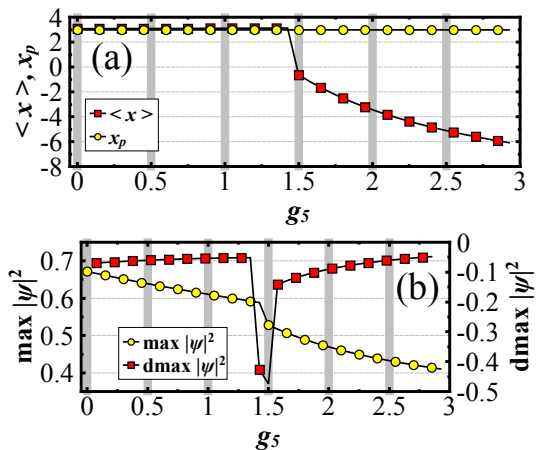 4
2
0
-2
-4
-6
-8
< x >, xp
(a)
< x >
xp
0 0.5 1 1.5 2 2.5 3
g5
0.7
0.6
0.5
0.4
max |ψ|²
(b)
max |ψ|²
dmax |ψ|²
0
-0.1
-0.2
-0.3
-0.4
-0.5
dmax |ψ|²
0 0.5 1 1.5 2 2.5 3
g5